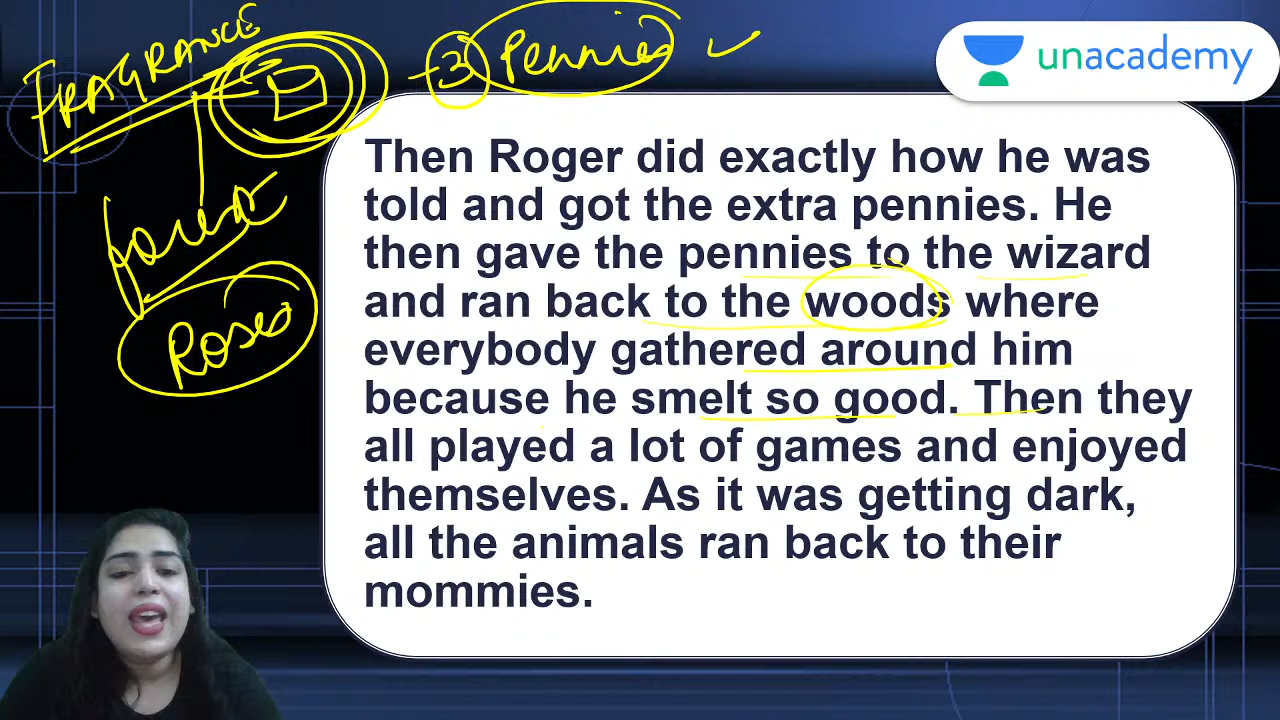 FRAGRANCE
3 Pennies
unacademy
forest
Roses
Then Roger did exactly how he was
told and got the extra pennies. He
then gave the pennies to the wizard
and ran back to the woods where
everybody gathered around him
because he smelt so good. Then they
all played a lot of games and enjoyed
themselves. As it was getting dark,
all the animals ran back to their
mommies.